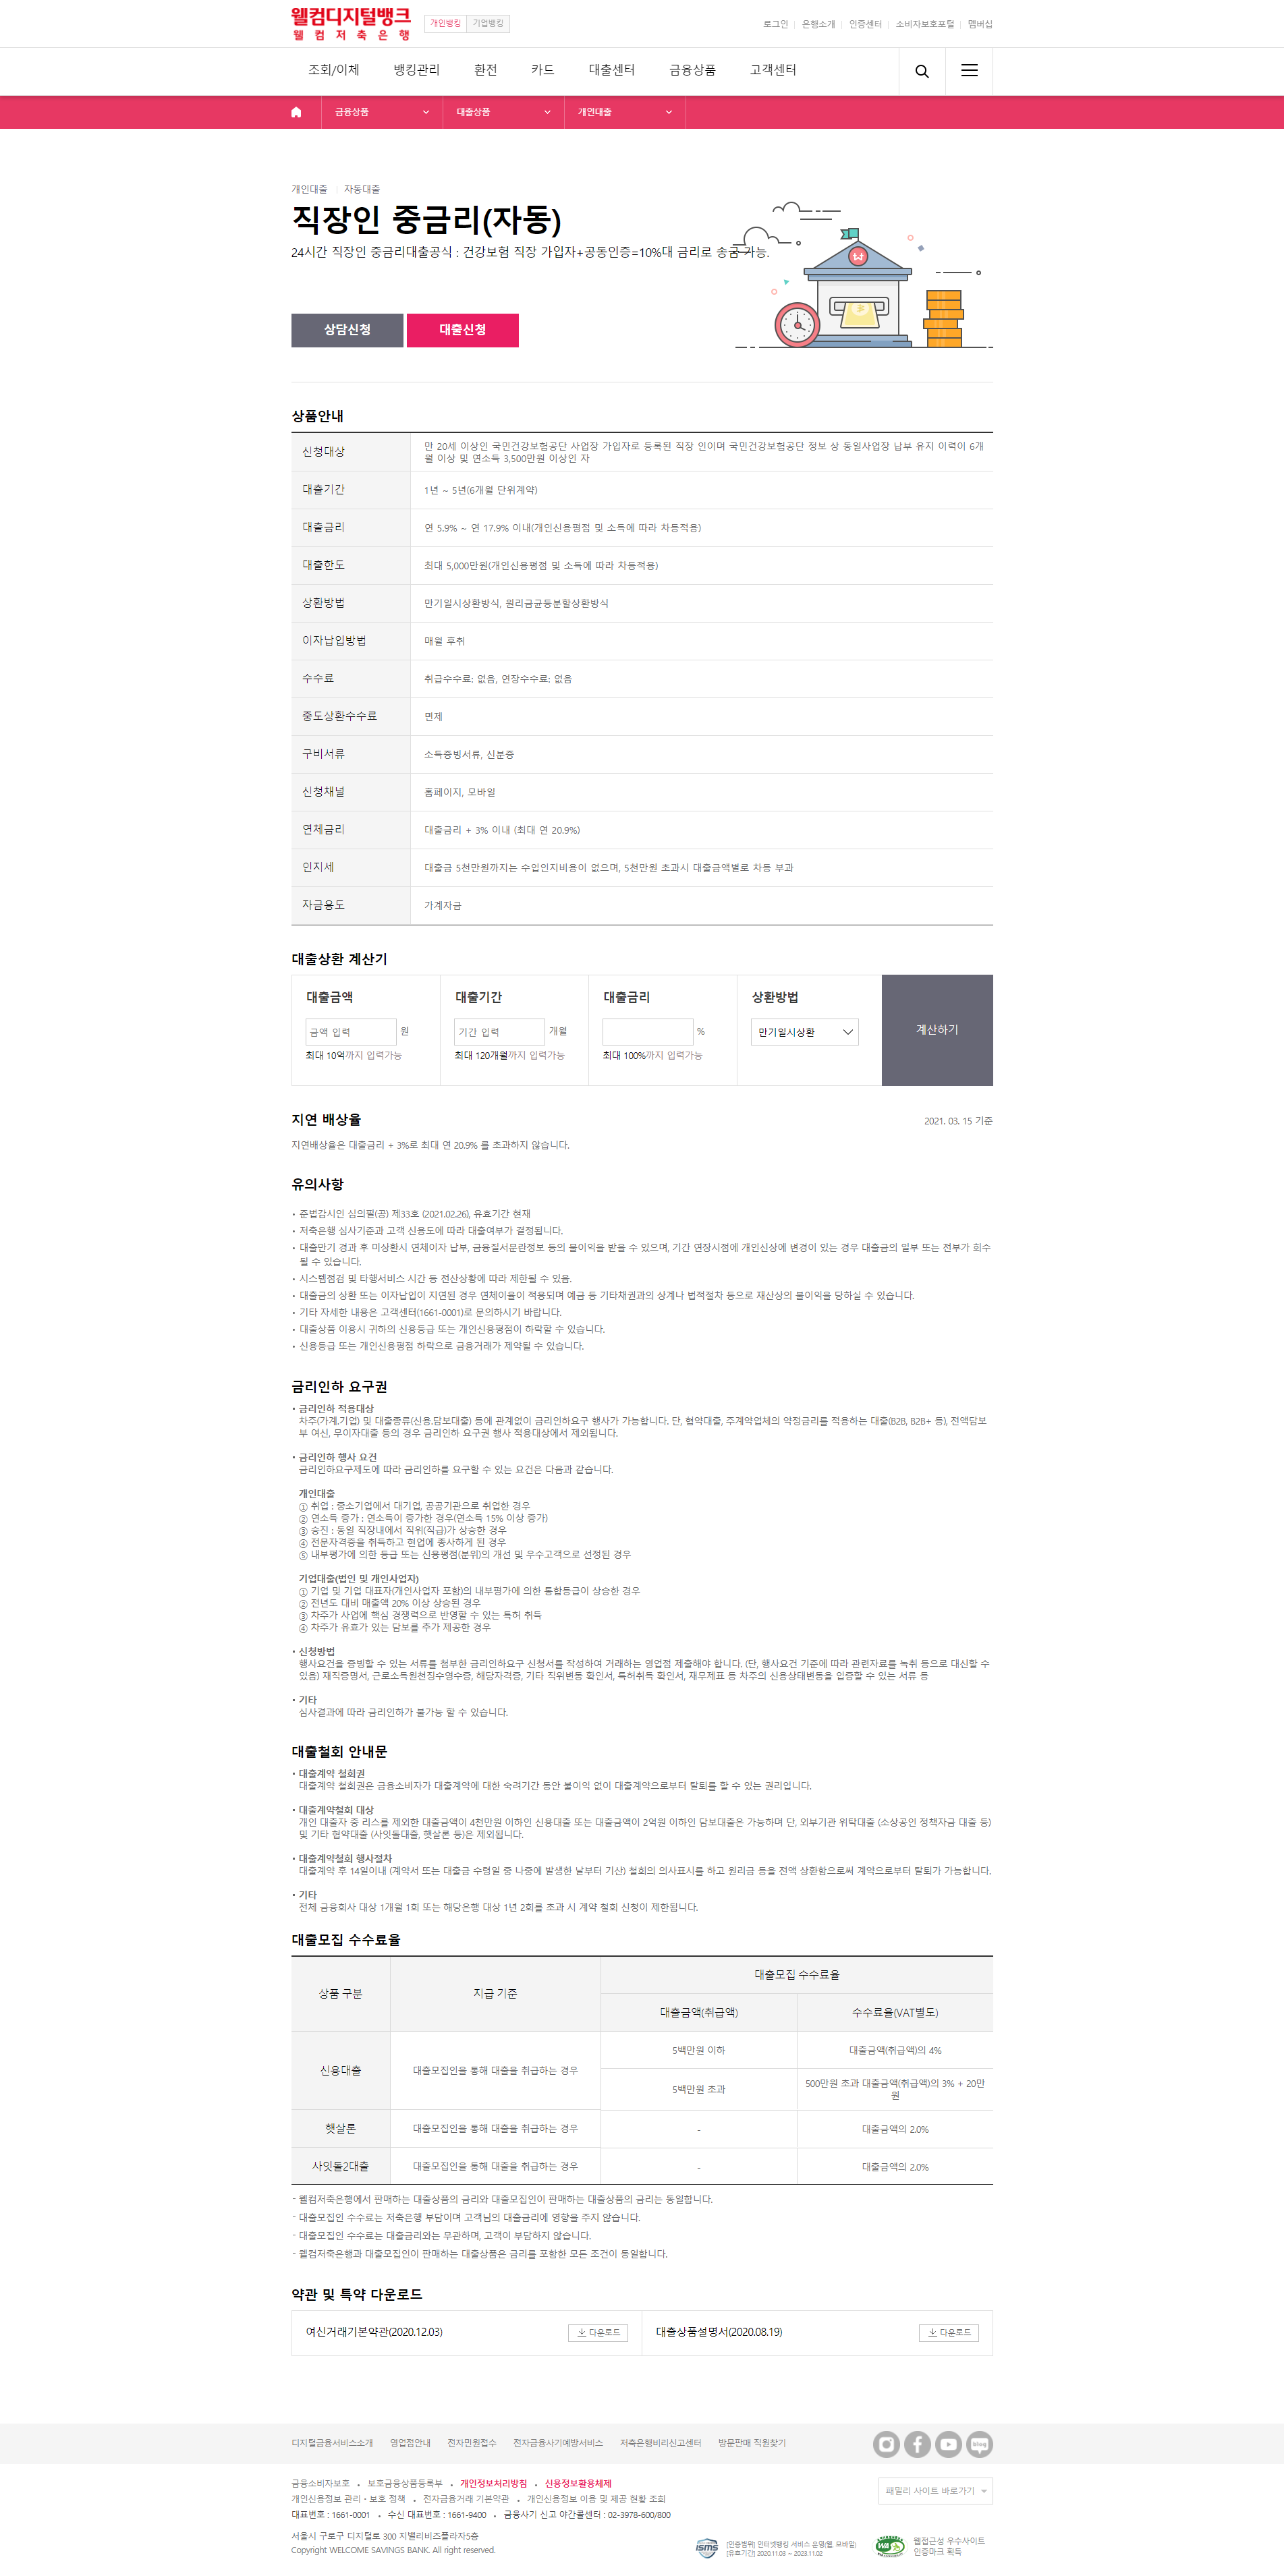 웰컴디지털뱅크
웰컴저축은행
개인뱅킹 기업뱅킹
로그인 은행소개 인증센터 소비자보호포털 멤버십
조회/이체 뱅킹관리 환전 카드 대출센터 금융상품 고객센터
금융상품 대출상품 개인대출
개인대출 자동대출
직장인 중금리(자동)
24시간 직장인 중금리대출공식 : 건강보험 직장 가입자+공동인증=10%대 금리로 송금 가능.
상담신청 대출신청
상품안내
신청대상 만 20세 이상인 국민건강보험공단 사업장 가입자로 등록된 직장 인이며 국민건강보험공단 정보 상 동일사업장 납부 유지 이력이 6개
월 이상 및 연소득 3,500만원 이상인 자
대출기간 1년 ~ 5년(6개월 단위계약)
대출금리 연 5.9% ~ 연 17.9% 이내(개인신용평점 및 소득에 따라 차등적용)
대출한도 최대 5,000만원(개인신용평점 및 소득에 따라 차등적용)
상환방법 만기일시상환방식, 원리금균등분할상환방식
이자납입방법 매월 후취
수수료 취급수수료: 없음, 연장수수료: 없음
중도상환수수료 면제
구비서류 소득증빙서류, 신분증
신청채널 홈페이지, 모바일
연체금리 대출금리 + 3% 이내 (최대 연 20.9%)
인지세 대출금 5천만원까지는 수입인지비용이 없으며, 5천만원 초과시 대출금액별로 차등 부과
자금용도 가계자금
대출상환 계산기
대출금액 대출기간 대출금리 상환방법
금액 입력 원 기간 입력 개월 % 만기일시상환 계산하기
최대 10억까지 입력가능 최대 120개월까지 입력가능 최대 100%까지 입력가능
지연 배상율 2021. 03. 15 기준
지연배상율은 대출금리 + 3%로 최대 연 20.9% 를 초과하지 않습니다.
유의사항
• 준법감시인 심의필(공) 제33호 (2021.02.26), 유효기간 현재
• 저축은행 심사기준과 고객 신용도에 따라 대출여부가 결정됩니다.
• 대출만기 경과 후 미상환시 연체이자 납부, 금융질서문란정보 등의 불이익을 받을 수 있으며, 기간 연장시점에 개인신상에 변경이 있는 경우 대출금의 일부 또는 전부가 회수
될 수 있습니다.
• 시스템점검 및 타행서비스 시간 등 전산상황에 따라 제한될 수 있음.
• 대출금의 상환 또는 이자납입이 지연된 경우 연체이율이 적용되며 예금 등 기타채권과의 상계나 법적절차 등으로 재산상의 불이익을 당하실 수 있습니다.
• 기타 자세한 내용은 고객센터(1661-0001)로 문의하시기 바랍니다.
• 대출상품 이용시 귀하의 신용등급 또는 개인신용평점이 하락할 수 있습니다.
• 신용등급 또는 개인신용평점 하락으로 금융거래가 제약될 수 있습니다.
금리인하 요구권
• 금리인하 적용대상
차주(가계.기업) 및 대출종류(신용.담보대출) 등에 관계없이 금리인하요구 행사가 가능합니다. 단, 협약대출, 주계약업체의 약정금리를 적용하는 대출(B2B, B2B+ 등), 전액담보
부 여신, 무이자대출 등의 경우 금리인하 요구권 행사 적용대상에서 제외됩니다.
• 금리인하 행사 요건
금리인하요구제도에 따라 금리인하를 요구할 수 있는 요건은 다음과 같습니다.
개인대출
① 취업 : 중소기업에서 대기업, 공공기관으로 취업한 경우
② 연소득 증가 : 연소득이 증가한 경우(연소득 15% 이상 증가)
③ 승진 : 동일 직장내에서 직위(직급)가 상승한 경우
④ 전문자격증을 취득하고 현업에 종사하게 된 경우
⑤ 내부평가에 의한 등급 또는 신용평점(분위)의 개선 및 우수고객으로 선정된 경우
기업대출(법인 및 개인사업자)
① 기업 및 기업 대표자(개인사업자 포함)의 내부평가에 의한 통합등급이 상승한 경우
② 전년도 대비 매출액 20% 이상 상승된 경우
③ 차주가 사업에 핵심 경쟁력으로 반영할 수 있는 특허 취득
④ 차주가 유효가 있는 담보를 추가 제공한 경우
• 신청방법
행사요건을 증빙할 수 있는 서류를 첨부한 금리인하요구 신청서를 작성하여 거래하는 영업점 제출해야 합니다. (단, 행사요건 기준에 따라 관련자료를 녹취 등으로 대신할 수
있음) 재직증명서, 근로소득원천징수영수증, 해당자격증, 기타 직위변동 확인서, 특허취득 확인서, 재무제표 등 차주의 신용상태변동을 입증할 수 있는 서류 등
• 기타
심사결과에 따라 금리인하가 불가능 할 수 있습니다.
대출철회 안내문
• 대출계약 철회권
대출계약 철회권은 금융소비자가 대출계약에 대한 숙려기간 동안 불이익 없이 대출계약으로부터 탈퇴를 할 수 있는 권리입니다.
• 대출계약철회 대상
개인 대출자 중 리스를 제외한 대출금액이 4천만원 이하인 신용대출 또는 대출금액이 2억원 이하인 담보대출은 가능하며 단, 외부기관 위탁대출 (소상공인 정책자금 대출 등)
및 기타 협약대출 (사잇돌대출, 햇살론 등)은 제외됩니다.
• 대출계약철회 행사절차
대출계약 후 14일이내 (계약서 또는 대출금 수령일 중 나중에 발생한 날부터 기산) 철회의 의사표시를 하고 원리금 등을 전액 상환함으로써 계약으로부터 탈퇴가 가능합니다.
• 기타
전체 금융회사 대상 1개월 1회 또는 해당은행 대상 1년 2회를 초과 시 계약 철회 신청이 제한됩니다.
대출모집 수수료율
상품 구분 지급 기준 대출모집 수수료율
대출금액(취급액) 수수료율(VAT별도)
신용대출 대출모집인을 통해 대출을 취급하는 경우 5백만원 이하 대출금액(취급액)의 4%
5백만원 초과 500만원 초과 대출금액(취급액)의 3% + 20만
원
햇살론 대출모집인을 통해 대출을 취급하는 경우 - 대출금액의 2.0%
사잇돌2대출 대출모집인을 통해 대출을 취급하는 경우 - 대출금액의 2.0%
- 웰컴저축은행에서 판매하는 대출상품의 금리와 대출모집인이 판매하는 대출상품의 금리는 동일합니다.
- 대출모집인 수수료는 저축은행 부담이며 고객님의 대출금리에 영향을 주지 않습니다.
- 대출모집인 수수료는 대출금리와는 무관하며, 고객이 부담하지 않습니다.
- 웰컴저축은행과 대출모집인이 판매하는 대출상품은 금리를 포함한 모든 조건이 동일합니다.
약관 및 특약 다운로드
여신거래기본약관(2020.12.03) 다운로드 대출상품설명서(2020.08.19) 다운로드
디지털금융서비스소개 영업점안내 전자민원접수 전자금융사기예방서비스 저축은행비리신고센터 방문판매 직원찾기
blog
금융소비자보호 • 보호금융상품등록부 • 개인정보처리방침 • 신용정보활용체제
개인신용정보 관리・보호 정책 • 전자금융거래 기본약관 • 개인신용정보 이용 및 제공 현황 조회
대표번호 : 1661-0001 • 수신 대표번호 : 1661-9400 • 금융사기 신고 야간콜센터 : 02-3978-600/800
패밀리 사이트 바로가기
서울시 구로구 디지털로 300 지밸리비즈플라자5층
Copyright WELCOME SAVINGS BANK. All right reserved.
ISMS
[인증범위] 인터넷뱅킹 서비스 운영(웹, 모바일)
[유효기간] 2020.11.03 ~ 2023.11.02
WA
웹접근성 우수사이트
인증마크 획득